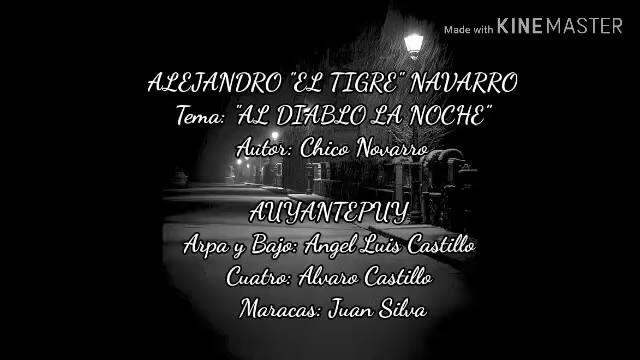 Made with KINEMASTER
ALEJANDRO "EL TIGRE" NAVARRO
Tema: "AL DIABLO LA NOCHE"
Autor: Chico Novarro
AUYANTEPUY
Arpa y Bajo: Angel Luis Castillo
Cuatro: Alvaro Castillo
Maracas: Juan Silva